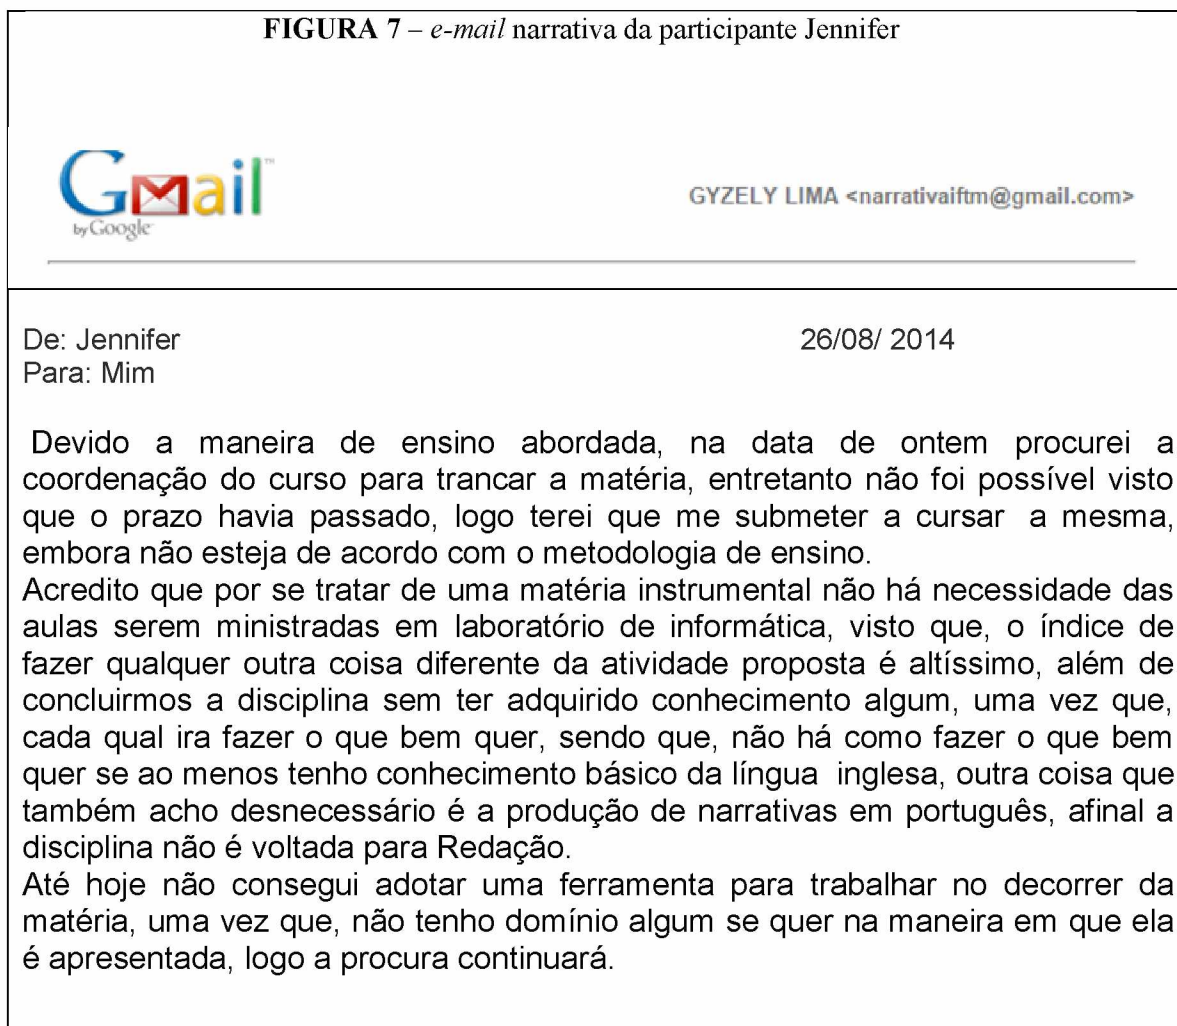 FIGURA 7 – e-mail narrativa da participante Jennifer
Gmail™
by Google
GYZELY LIMA <narrativaiftm@gmail.com>
De: Jennifer 26/08/ 2014
Para: Mim
Devido a maneira de ensino abordada, na data de ontem procurei a
coordenação do curso para trancar a matéria, entretanto não foi possível visto
que o prazo havia passado, logo terei que me submeter a cursar a mesma,
embora não esteja de acordo com o metodologia de ensino.
Acredito que por se tratar de uma matéria instrumental não há necessidade das
aulas serem ministradas em laboratório de informática, visto que, o índice de
fazer qualquer outra coisa diferente da atividade proposta é altíssimo, além de
concluirmos a disciplina sem ter adquirido conhecimento algum, uma vez que,
cada qual ira fazer o que bem quer, sendo que, não há como fazer o que bem
quer se ao menos tenho conhecimento básico da língua inglesa, outra coisa que
também acho desnecessário é a produção de narrativas em português, afinal a
disciplina não é voltada para Redação.
Até hoje não consegui adotar uma ferramenta para trabalhar no decorrer da
matéria, uma vez que, não tenho domínio algum se quer na maneira em que ela
é apresentada, logo a procura continuará.